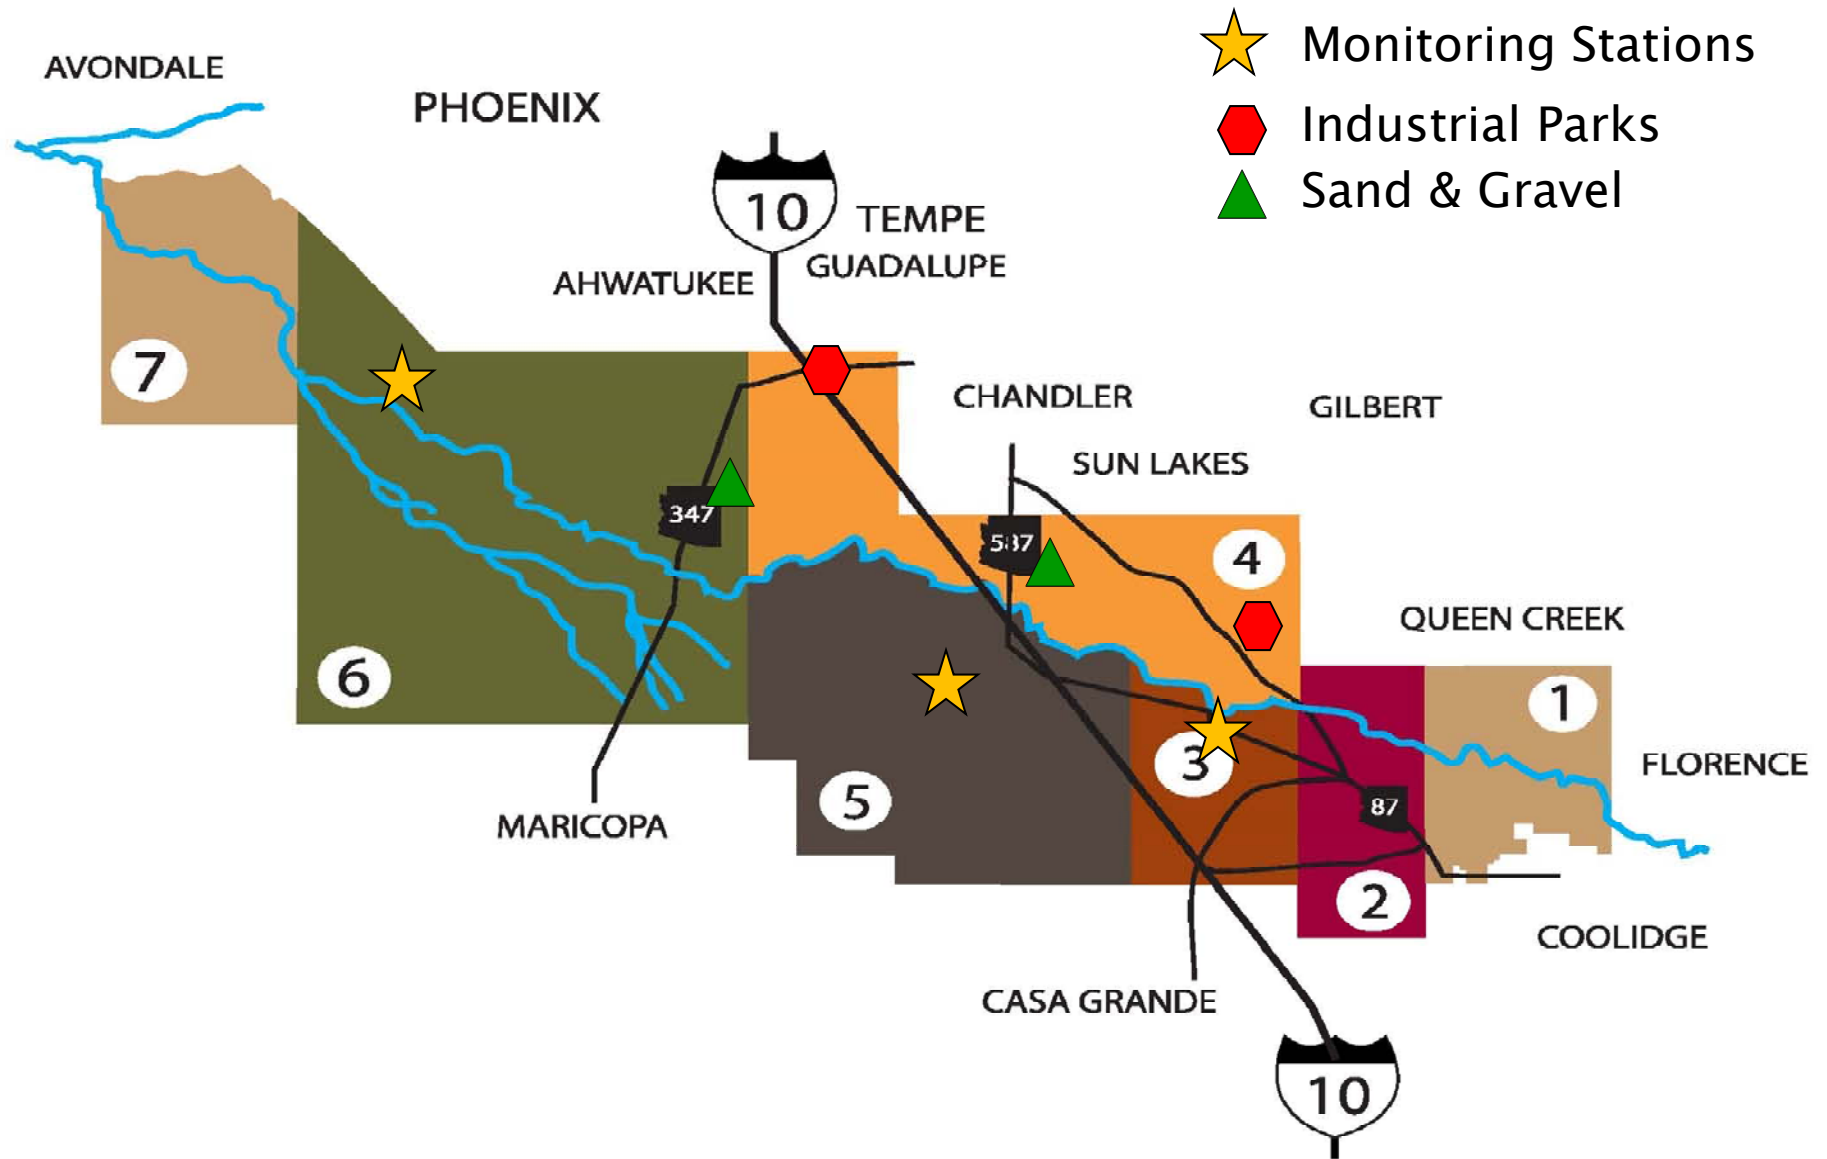 Monitoring Stations
Industrial Parks
Sand & Gravel
AVONDALE
PHOENIX
10
TEMPE
GUADALUPE
AHWATUKEE
7
CHANDLER
GILBERT
SUN LAKES
347
587
4
QUEEN CREEK
6
1
3
FLORENCE
5
87
MARICOPA
2
COOLIDGE
CASA GRANDE
10